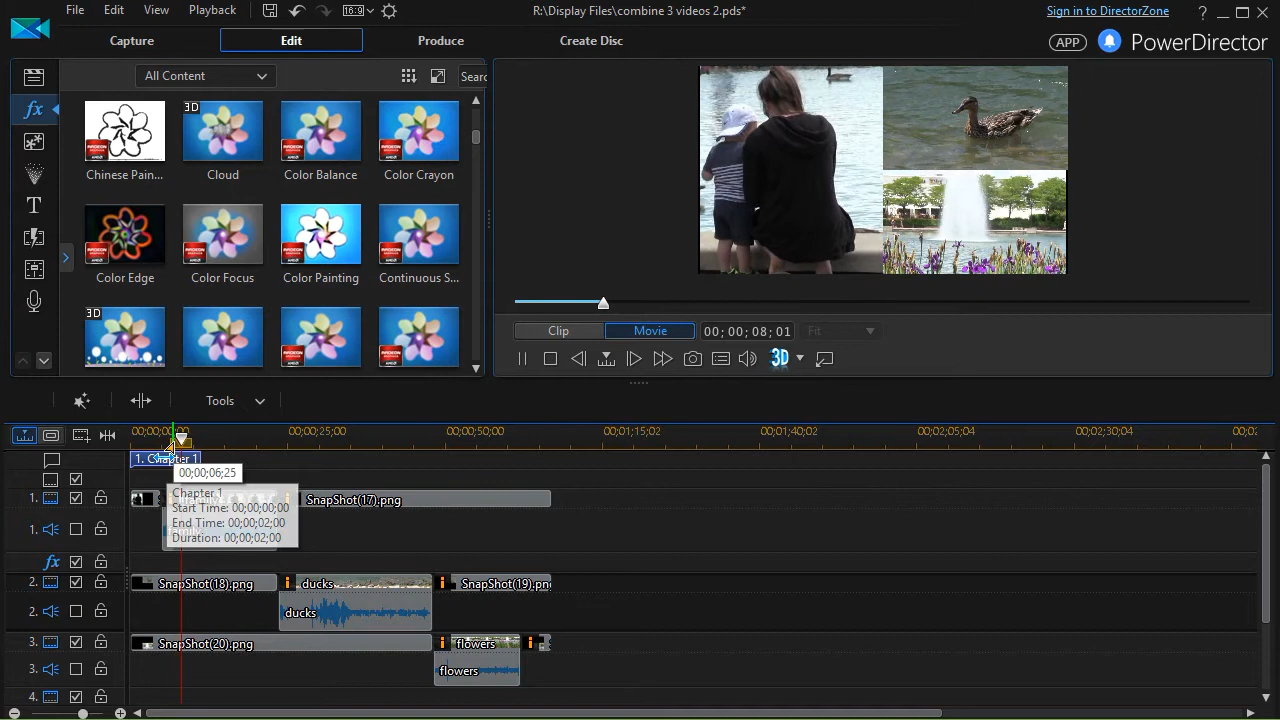 File Edit View Playback 16:9 R:\Display Files\combine 3 videos 2.pds* Sign in to DirectorZone ?
Capture Edit Produce Create Disc APP PowerDirector
All Content Searc
fx
3D
Chinese Pain... Cloud Color Balance Color Crayon
T
Color Edge Color Focus Color Painting Continuous S...
3D
Clip Movie 00; 00; 08; 01 Fit
3D
Tools
00;00;25;00 00;00;50;00 00;01;15;02 00;01;40;02 00;02;05;04 00;02;30;04 00;02
1. Chapter 1
00;00;06;25
Chapter 1
Start Time: 00;00;00;00
End Time: 00;00;02;00
Duration: 00;00;02;00
1. SnapShot(17).png
1.
fx
2. SnapShot(18).png ducks SnapShot(19).png
2. ducks
3. SnapShot(20).png flowers
3. flowers
4.